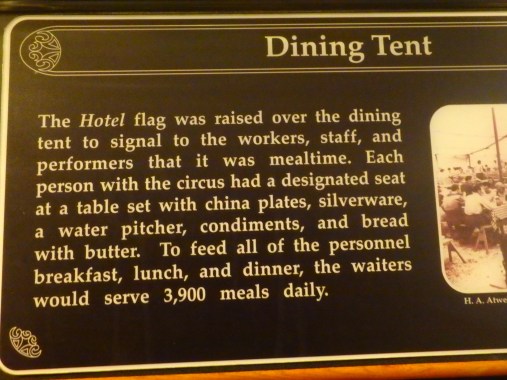 Dining Tent
The Hotel flag was raised over the dining
tent to signal to the workers, staff, and
performers that it was mealtime. Each
person with the circus had a designated seat
at a table set with china plates, silverware,
a water pitcher, condiments, and bread
with butter. To feed all of the personnel
breakfast, lunch, and dinner, the waiters
would serve 3,900 meals daily.
H. A. Atwe